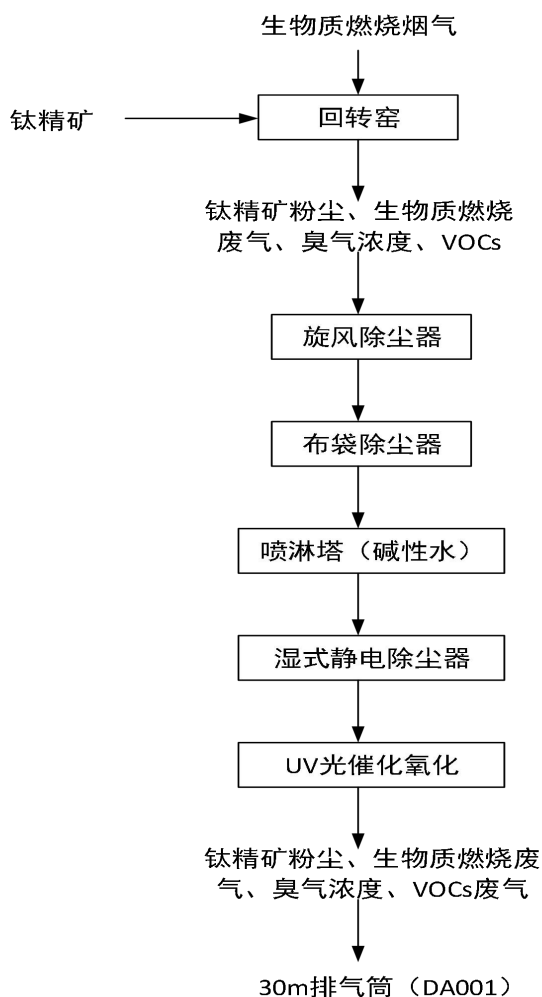 生物质燃烧烟气
钛精矿
回转窑
钛精矿粉尘、生物质燃烧
废气、臭气浓度、VOCs
旋风除尘器
布袋除尘器
喷淋塔（碱性水）
湿式静电除尘器
UV光催化氧化
钛精矿粉尘、生物质燃烧废
气、臭气浓度、VOCs废气
30m排气筒（DA001）